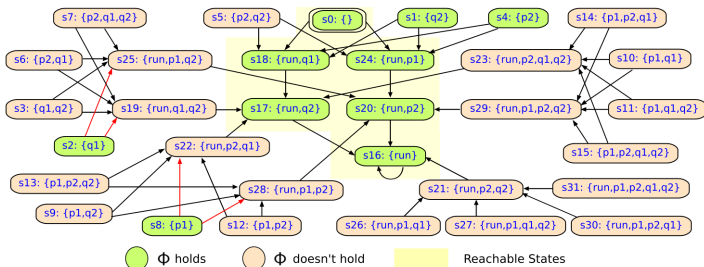 s7: {p2,q1,q2}
s5: {p2,q2}
s0: {}
s1: {q2}
s4: {p2}
s14: {p1,p2,q1}
s6: {p2,q1}
s25: {run,p1,q2}
s18: {run,q1}
s24: {run,p1}
s23: {run,p2,q1,q2}
s10: {p1,q1}
s3: {q1,q2}
s19: {run,q1,q2}
s17: {run,q2}
s20: {run,p2}
s29: {run,p1,p2,q2}
s11: {p1,q1,q2}
s2: {q1}
s22: {run,p2,q1}
s16: {run}
s15: {p1,p2,q1,q2}
s13: {p1,p2,q2}
s28: {run,p1,p2}
s21: {run,p2,q2}
s31: {run,p1,p2,q1,q2}
s9: {p1,q2}
s8: {p1}
s12: {p1,p2}
s26: {run,p1,q1}
s27: {run,p1,q1,q2}
s30: {run,p1,p2,q1}
Φ holds
Φ doesn't hold
Reachable States